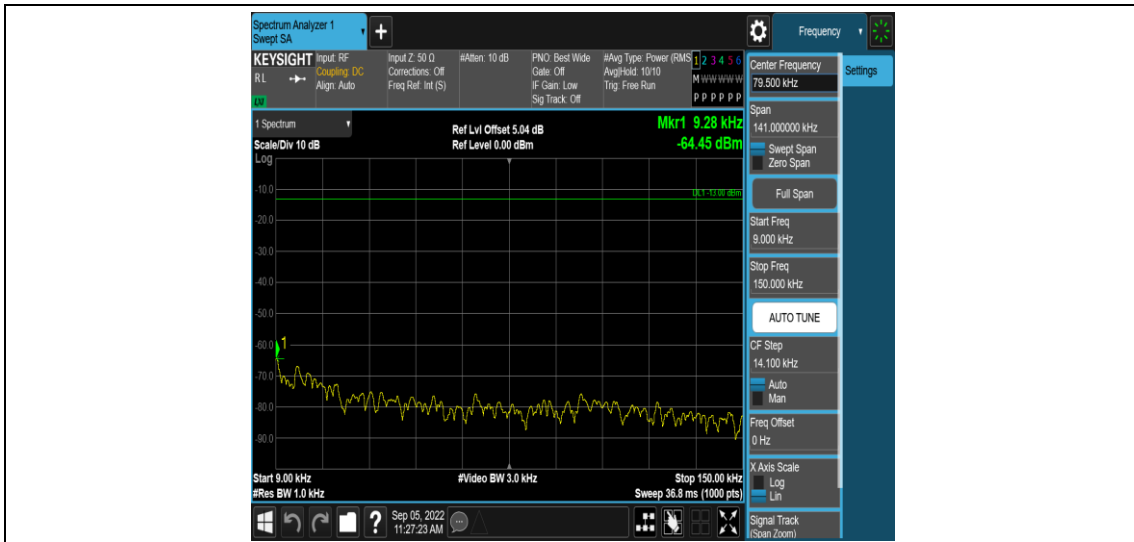 Spectrum Analyzer 1
Swept SA
Frequency
KEYSIGHT
RL
LXI
Input: RF
Coupling: DC
Align: Auto
Input Z: 50 Ω
Corrections: Off
Freq Ref: Int (S)
#Atten: 10 dB
PNO: Best Wide
Gate: Off
IF Gain: Low
Sig Track: Off
#Avg Type: Power (RMS
Avg|Hold: 10/10
Trig: Free Run
1 2 3 4 5 6
M W W W W W
P P P P P P
1 Spectrum
Scale/Div 10 dB
Log
Ref Lvl Offset 5.04 dB
Ref Level 0.00 dBm
Mkr1 9.28 kHz
-64.45 dBm
DL1 -13.00 dBm
-10.0
-20.0
-30.0
-40.0
-50.0
-60.0
1
-70.0
-80.0
-90.0
Start 9.00 kHz
#Res BW 1.0 kHz
#Video BW 3.0 kHz
Stop 150.00 kHz
Sweep 36.8 ms (1000 pts)
Sep 05, 2022
11:27:23 AM
Center Frequency
79.500 kHz
Settings
Span
141.000000 kHz
Swept Span
Zero Span
Full Span
Start Freq
9.000 kHz
Stop Freq
150.000 kHz
AUTO TUNE
CF Step
14.100 kHz
Auto
Man
Freq Offset
0 Hz
X Axis Scale
Log
Lin
Signal Track
(Span Zoom)